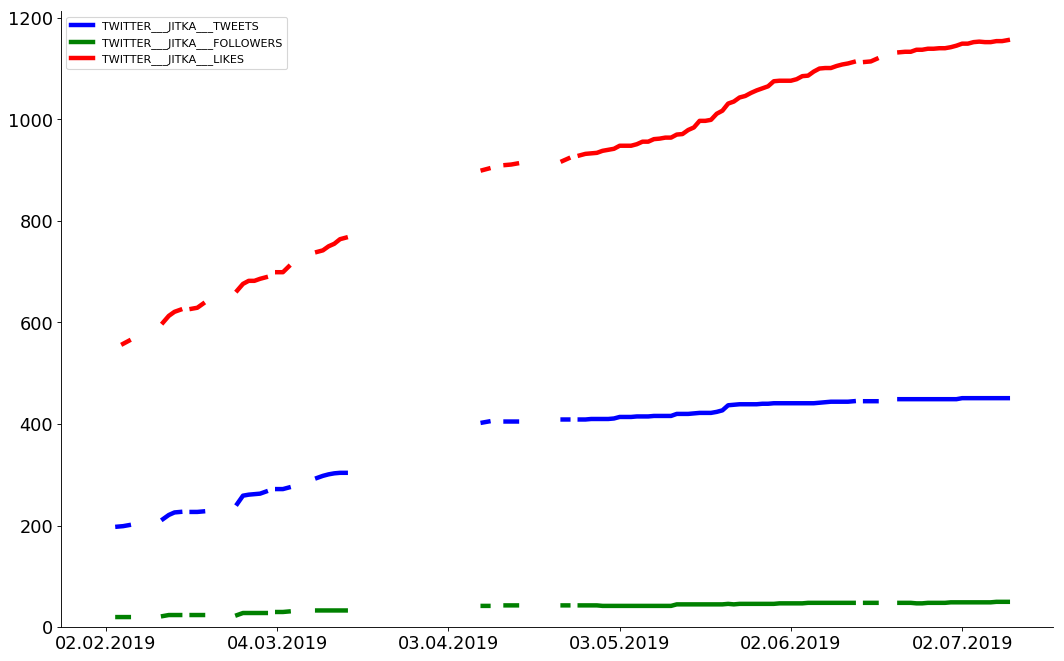 TWITTER___JITKA___TWEETS
TWITTER___JITKA___FOLLOWERS
TWITTER___JITKA___LIKES
1200
1000
800
600
400
200
0
02.02.2019 04.03.2019 03.04.2019 03.05.2019 02.06.2019 02.07.2019